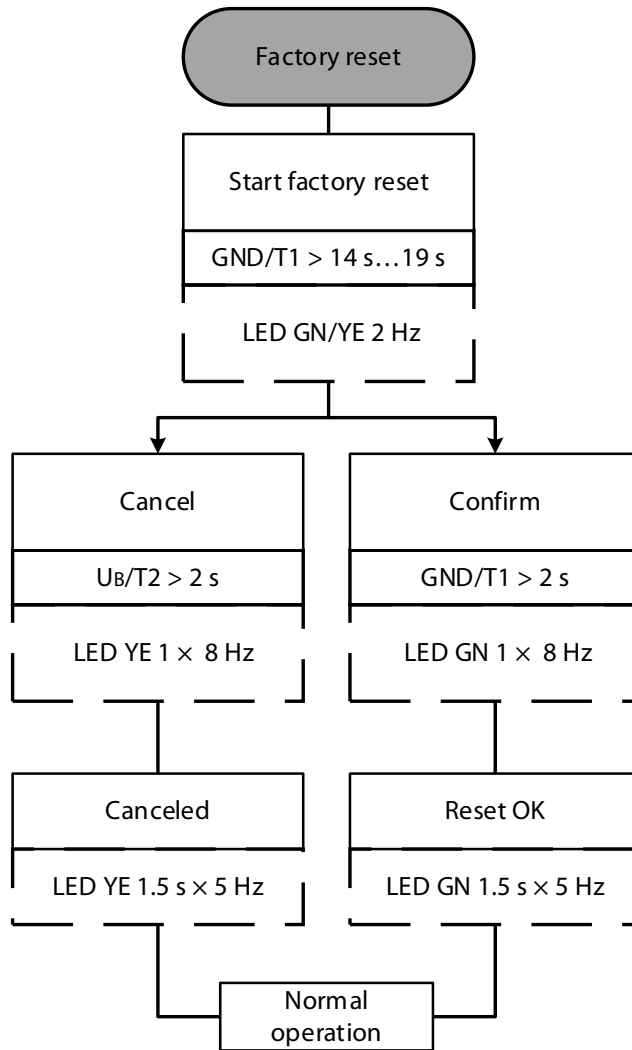 Factory reset
Start factory reset
GND/T1 > 14 s…19 s
LED GN/YE 2 Hz
Cancel
UB/T2 > 2 s
LED YE 1 × 8 Hz
Confirm
GND/T1 > 2 s
LED GN 1 × 8 Hz
Canceled
LED YE 1.5 s × 5 Hz
Reset OK
LED GN 1.5 s × 5 Hz
Normal
operation